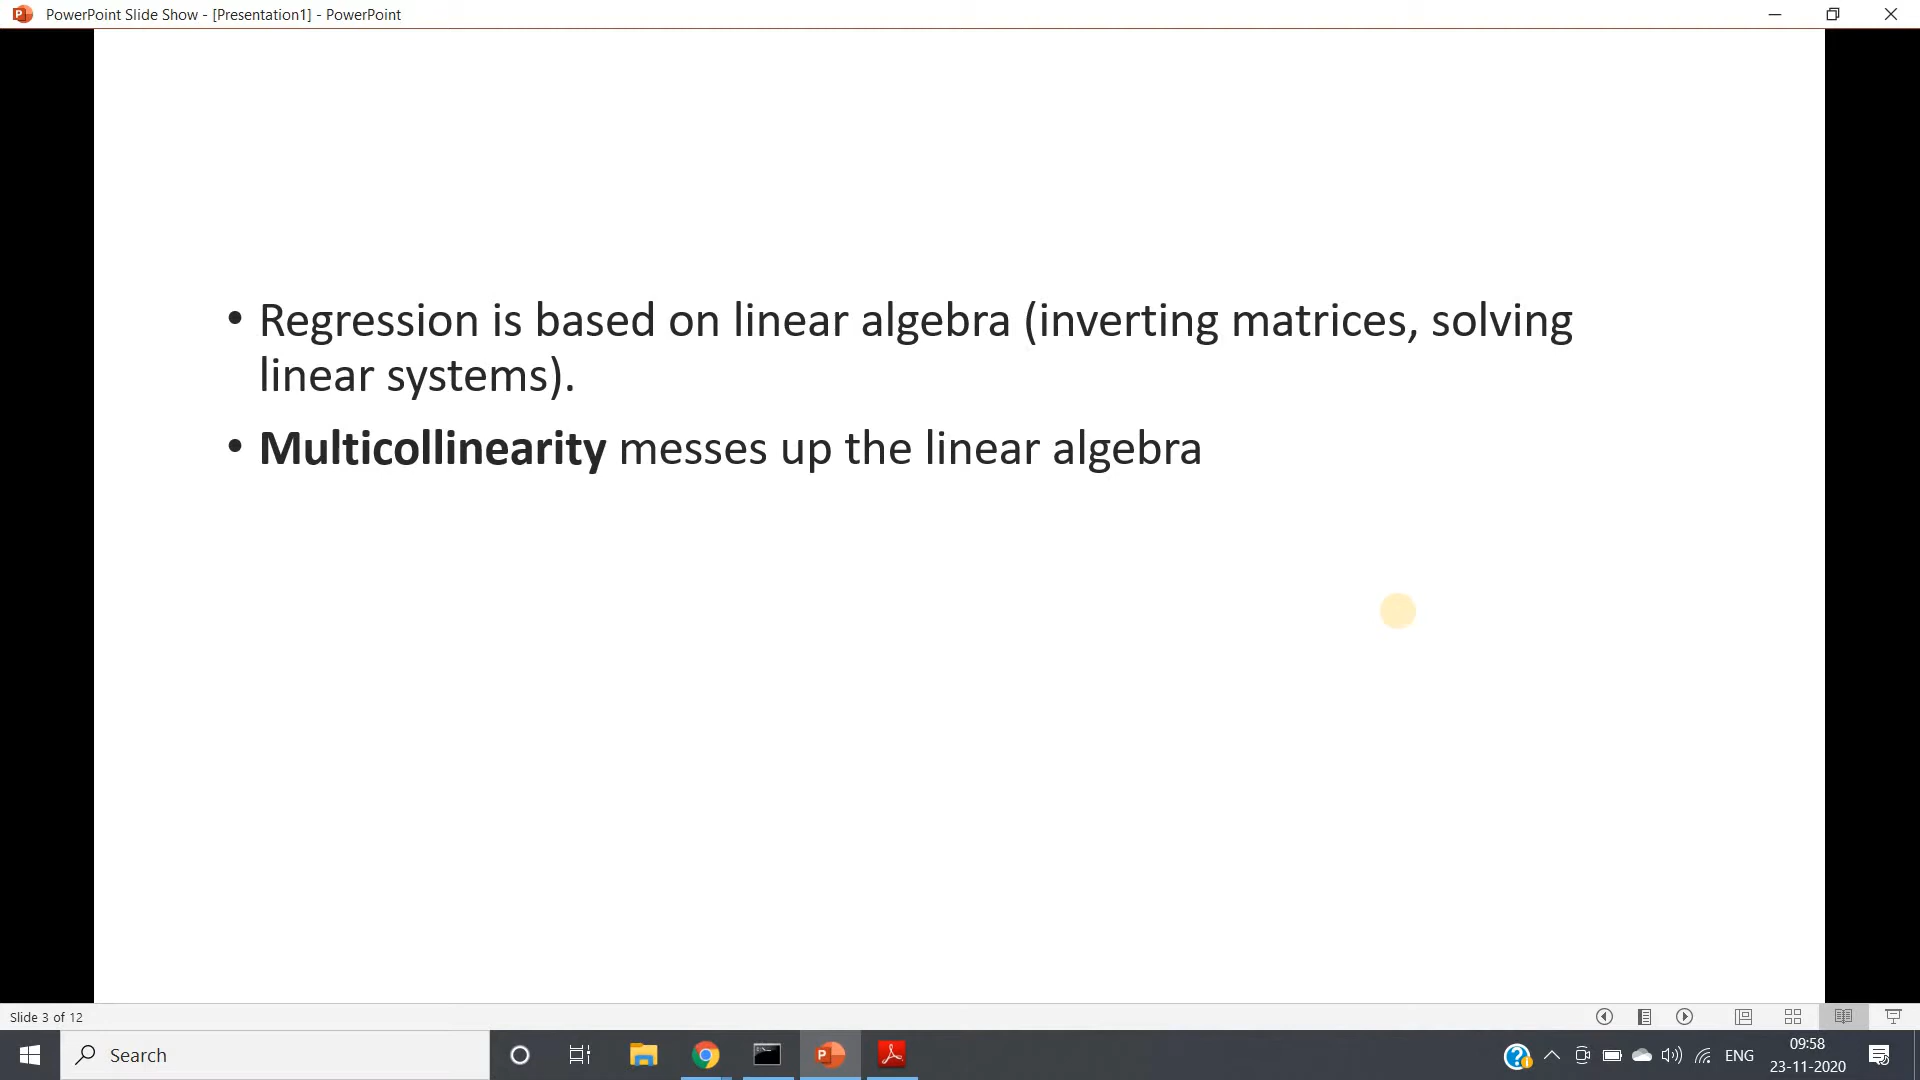 PowerPoint Slide Show - [Presentation1] - PowerPoint
• Regression is based on linear algebra (inverting matrices, solving
linear systems).
• Multicollinearity messes up the linear algebra
Slide 3 of 12
Search
ENG
09:58
23-11-2020